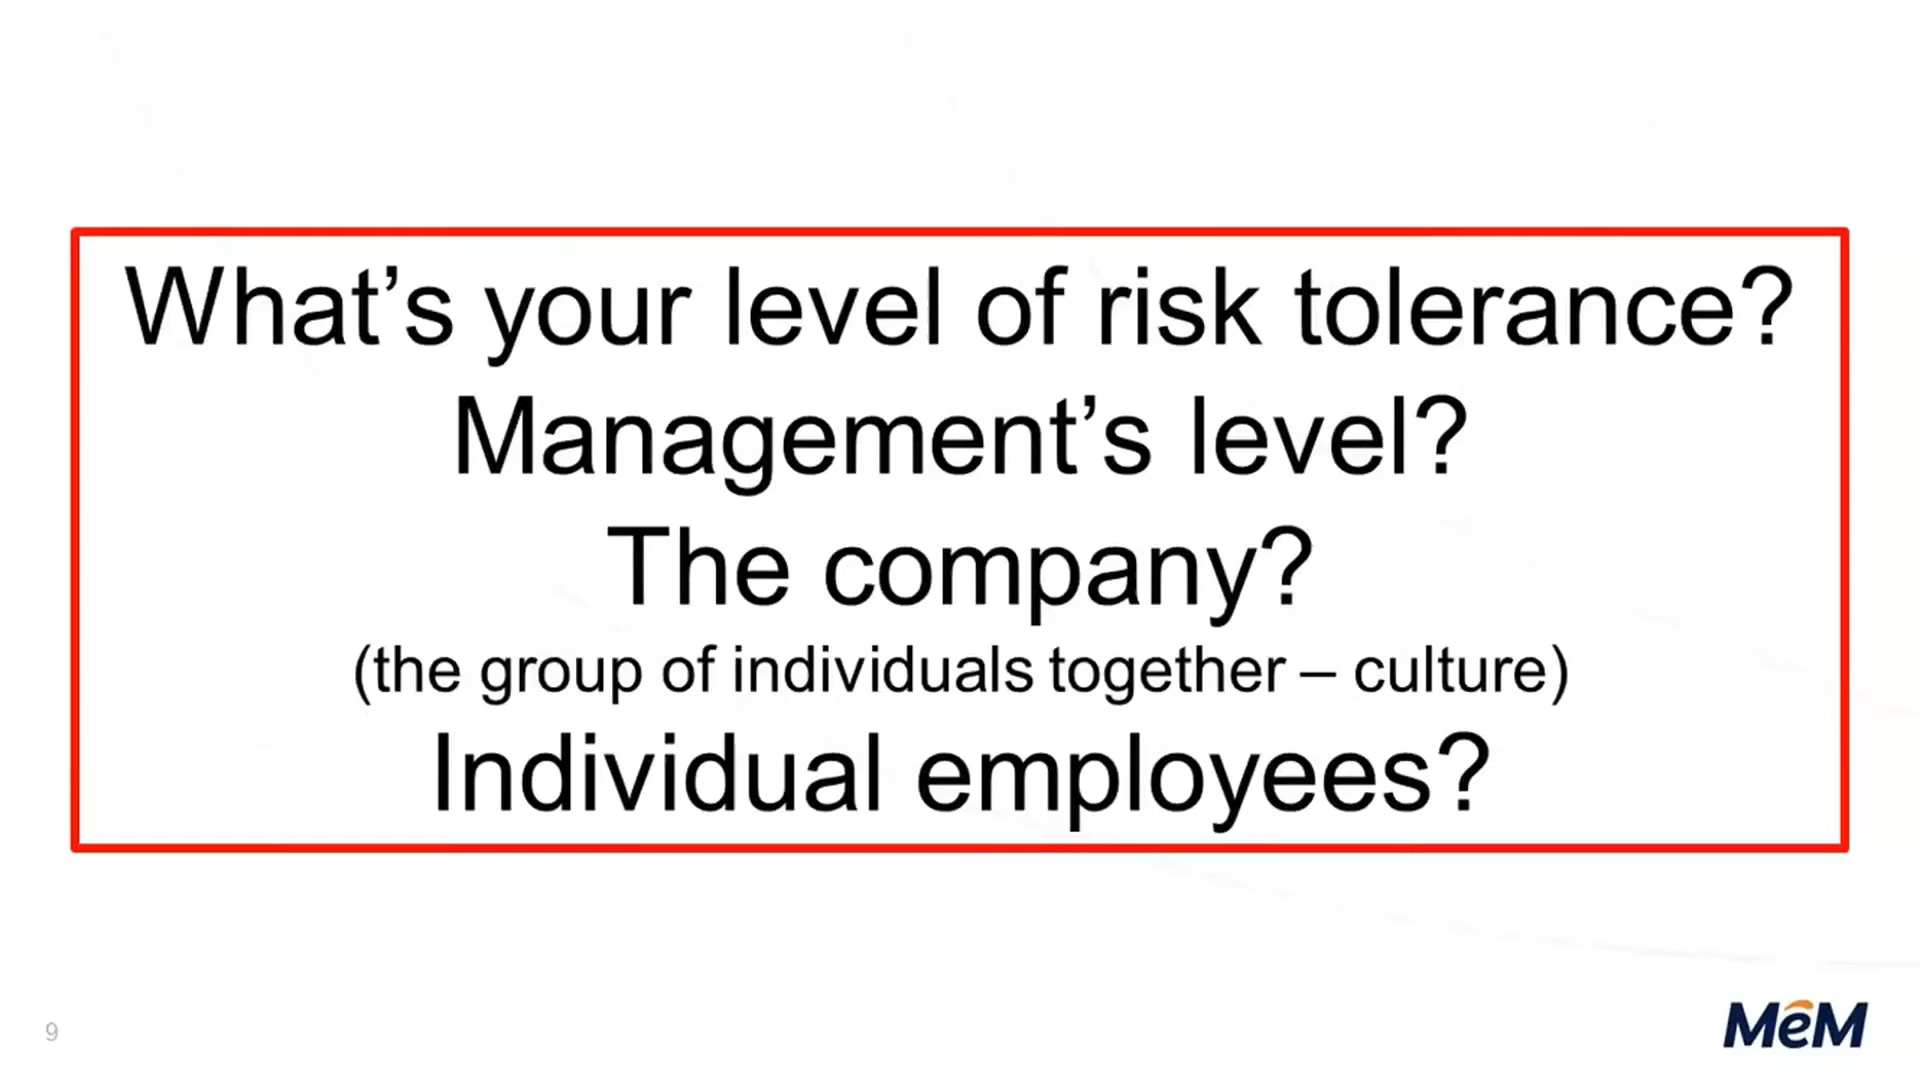 What’s your level of risk tolerance?
Management’s level?
The company?
(the group of individuals together – culture)
Individual employees?
9
MeM